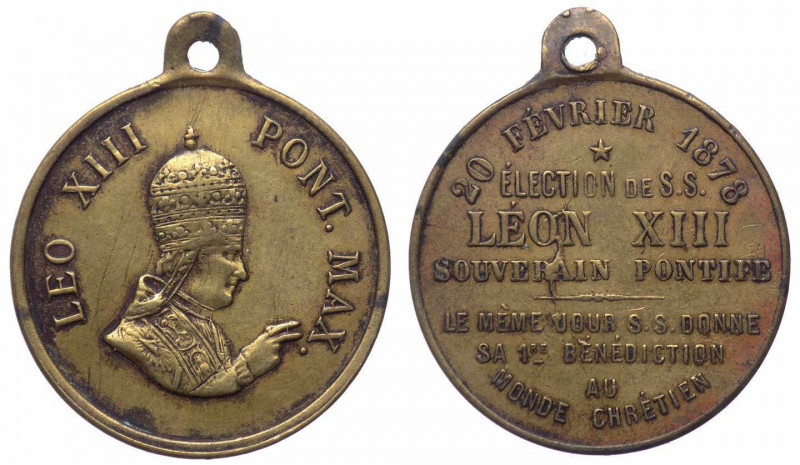 LEO XIII PONT. MAX.
20 FÉVRIER 1878
ÉLECTION DE S.S.
LÉON XIII
SOUVERAIN PONTIFE
LE MÊME JOUR S.S. DONNE
SA 1RE BÉNÉDICTION
AU
MONDE CHRÉTIEN